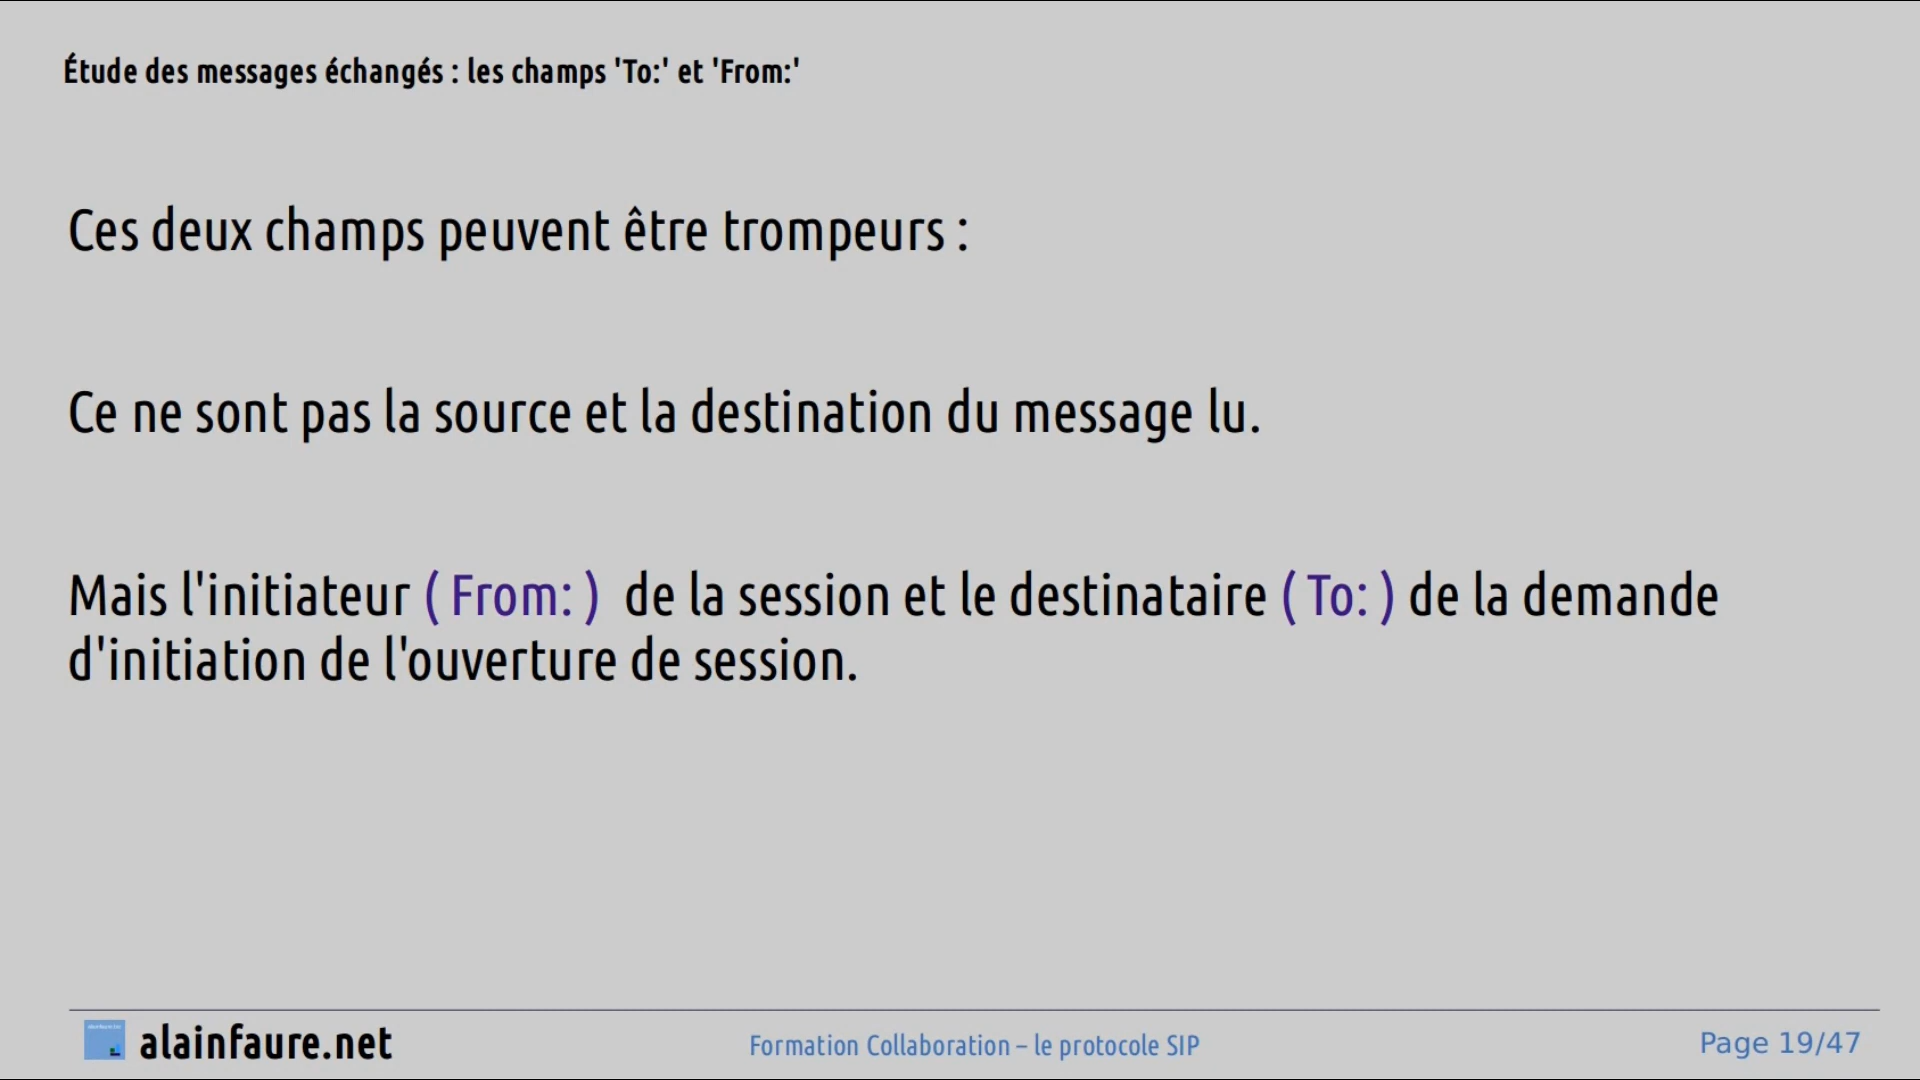 Étude des messages échangés : les champs 'To:' et 'From:'
Ces deux champs peuvent être trompeurs :
Ce ne sont pas la source et la destination du message lu.
Mais l'initiateur ( From: ) de la session et le destinataire ( To: ) de la demande
d'initiation de l'ouverture de session.
alainfaure.net
Formation Collaboration – le protocole SIP
Page 19/47